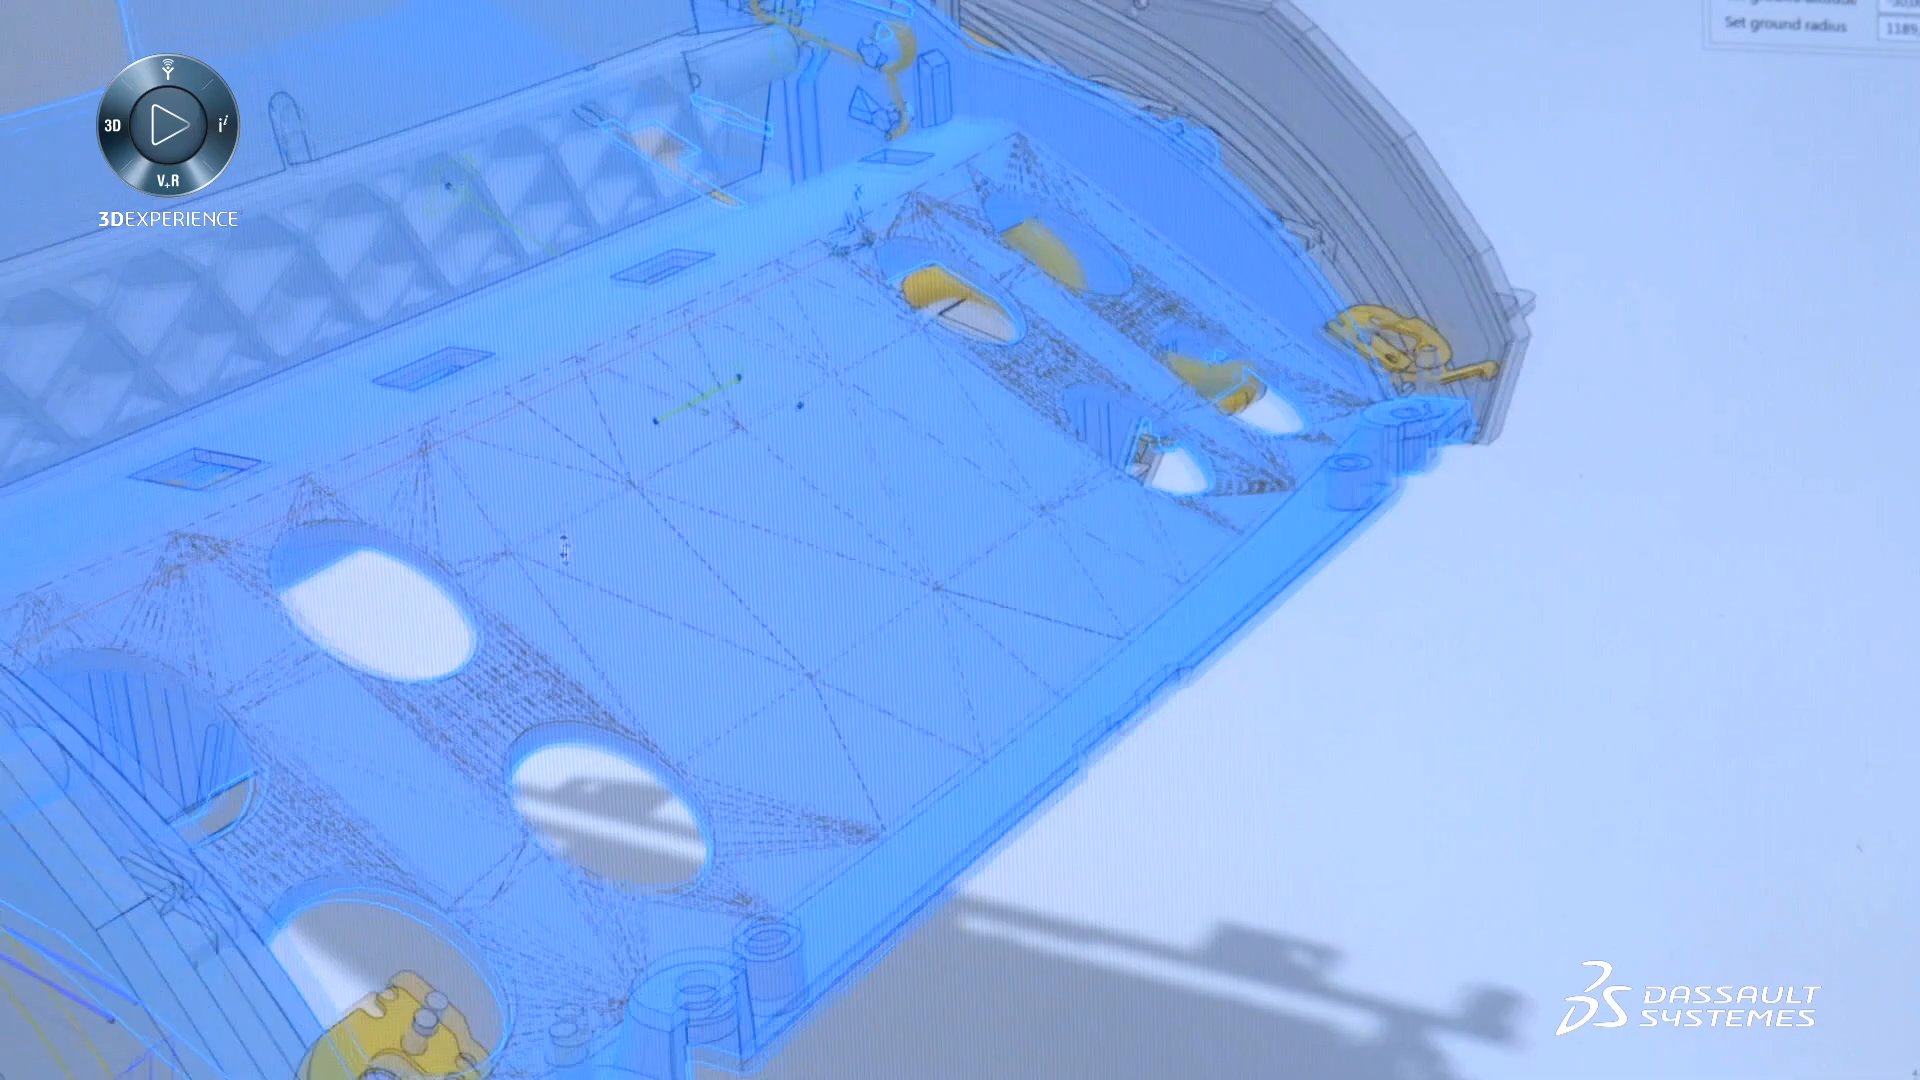 Set ground radius
3D
i
V+R
3DEXPERIENCE
DASSAULT
SYSTEMES